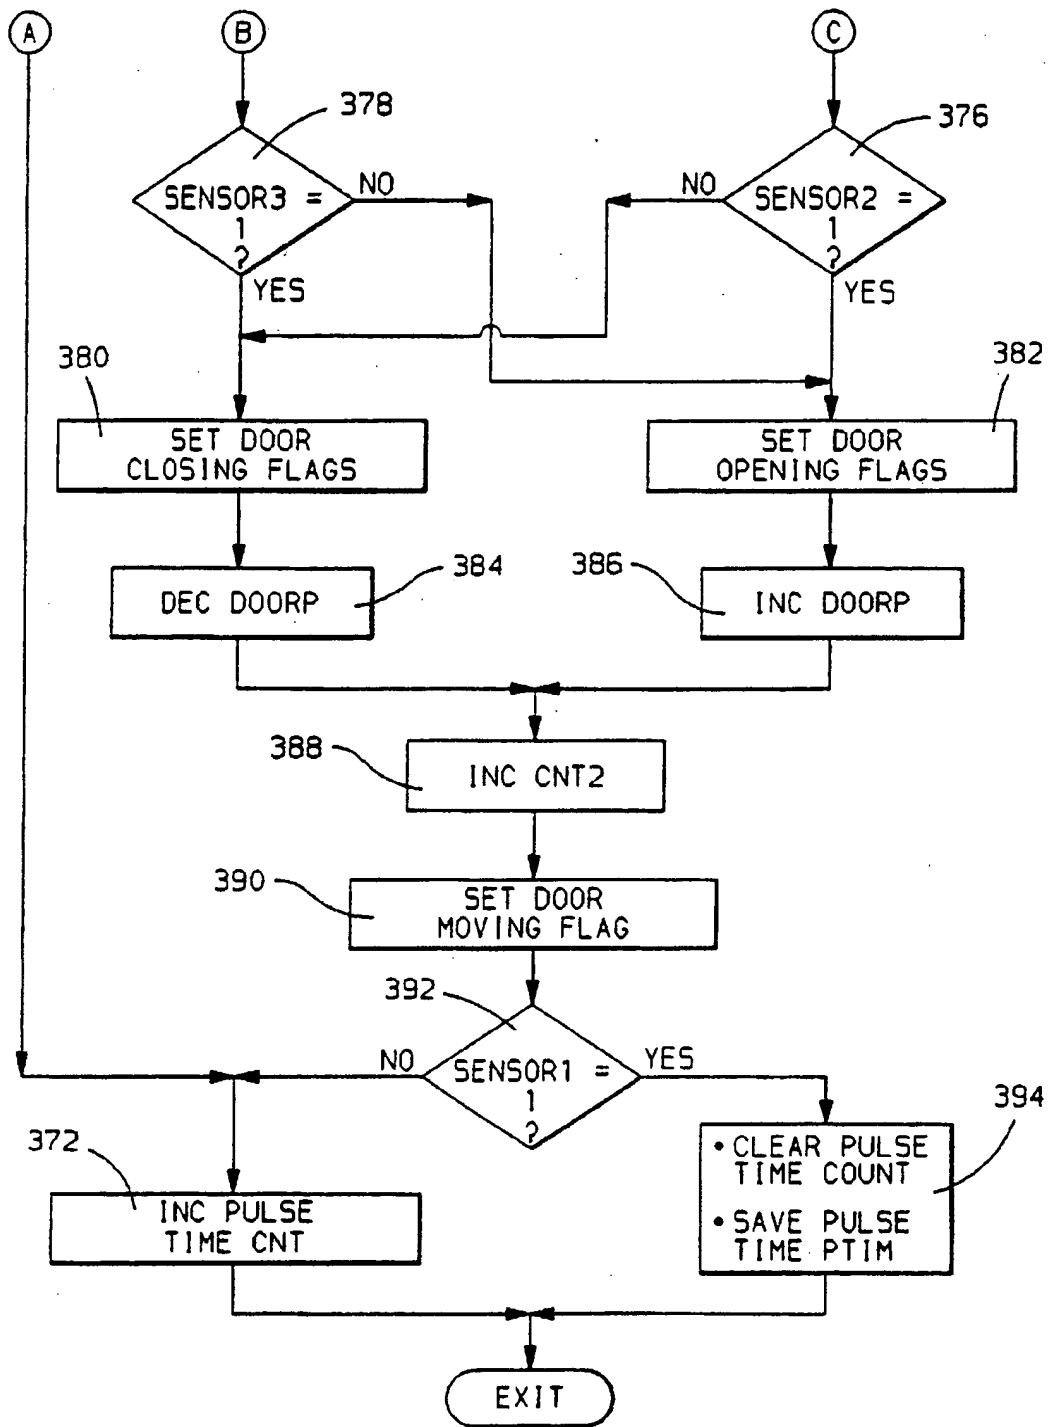 A
B
C
378
376
SENSOR3 =
1
?
NO
YES
NO
SENSOR2 =
1
?
YES
380
382
SET DOOR
CLOSING FLAGS
SET DOOR
OPENING FLAGS
384
386
DEC DOORP
INC DOORP
388
INC CNT2
390
SET DOOR
MOVING FLAG
392
NO
SENSOR1 =
1
?
YES
394
372
• CLEAR PULSE
TIME COUNT
• SAVE PULSE
TIME PTIM
INC PULSE
TIME CNT
EXIT